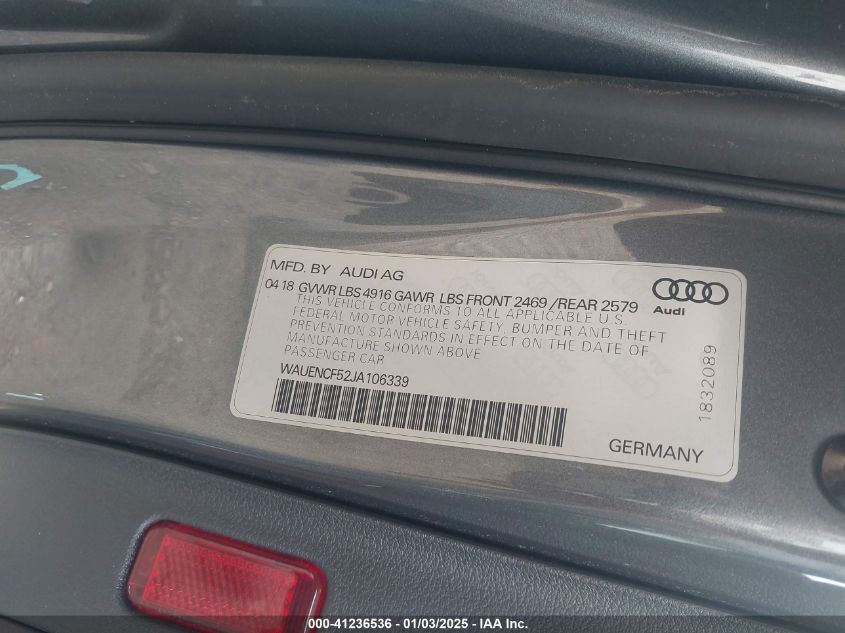 MFD. BY AUDI AG
04 18 GVWR LBS 4916 GAWR LBS FRONT 2469 /REAR 2579
THIS VEHICLE CONFORMS TO ALL APPLICABLE U.S.
FEDERAL MOTOR VEHICLE SAFETY, BUMPER AND THEFT
PREVENTION STANDARDS IN EFFECT ON THE DATE OF
MANUFACTURE SHOWN ABOVE
PASSENGER CAR
WAUENCF52JA106339
Audi
1832089
GERMANY
000-41236536 - 01/03/2025 - IAA Inc.